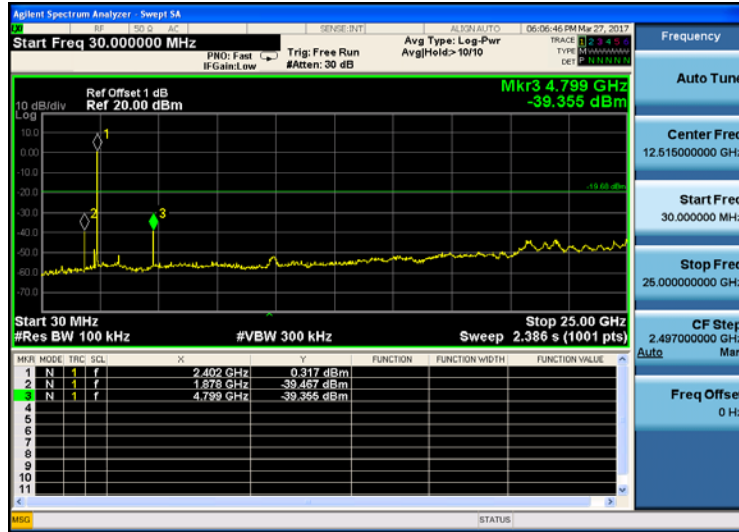 Agilent Spectrum Analyzer - Swept SA
RF 50 Ω AC SENSE:INT ALIGN AUTO 06:06:46 PM Mar 27, 2017
Start Freq 30.000000 MHz
PNO: Fast
IFGain:Low
Trig: Free Run
#Atten: 30 dB
Avg Type: Log-Pwr
Avg|Hold:> 10/10
TRACE 1 2 3 4 5 6
TYPE M
DET P N N N N N
Ref Offset 1 dB
Mkr3 4.799 GHz
10 dB/div Ref 20.00 dBm
-39.355 dBm
Log
10.0
0.00
-10.0
-20.0
-30.0
-40.0
-50.0
-60.0
-70.0
1
2
3
-19.68 dBm
Start 30 MHz Stop 25.00 GHz
#Res BW 100 kHz #VBW 300 kHz Sweep 2.386 s (1001 pts)
MKR MODE TRC SCL X Y FUNCTION FUNCTION WIDTH FUNCTION VALUE
1 N 1 f 2.402 GHz 0.317 dBm
2 N 1 f 1.878 GHz -39.467 dBm
3 N 1 f 4.799 GHz -39.355 dBm
4
5
6
7
8
9
10
11
MSG STATUS
Frequency
Auto Tune
Center Freq
12.515000000 GHz
Start Freq
30.000000 MHz
Stop Freq
25.000000000 GHz
CF Step
2.497000000 GHz
Auto Man
Freq Offset
0 Hz